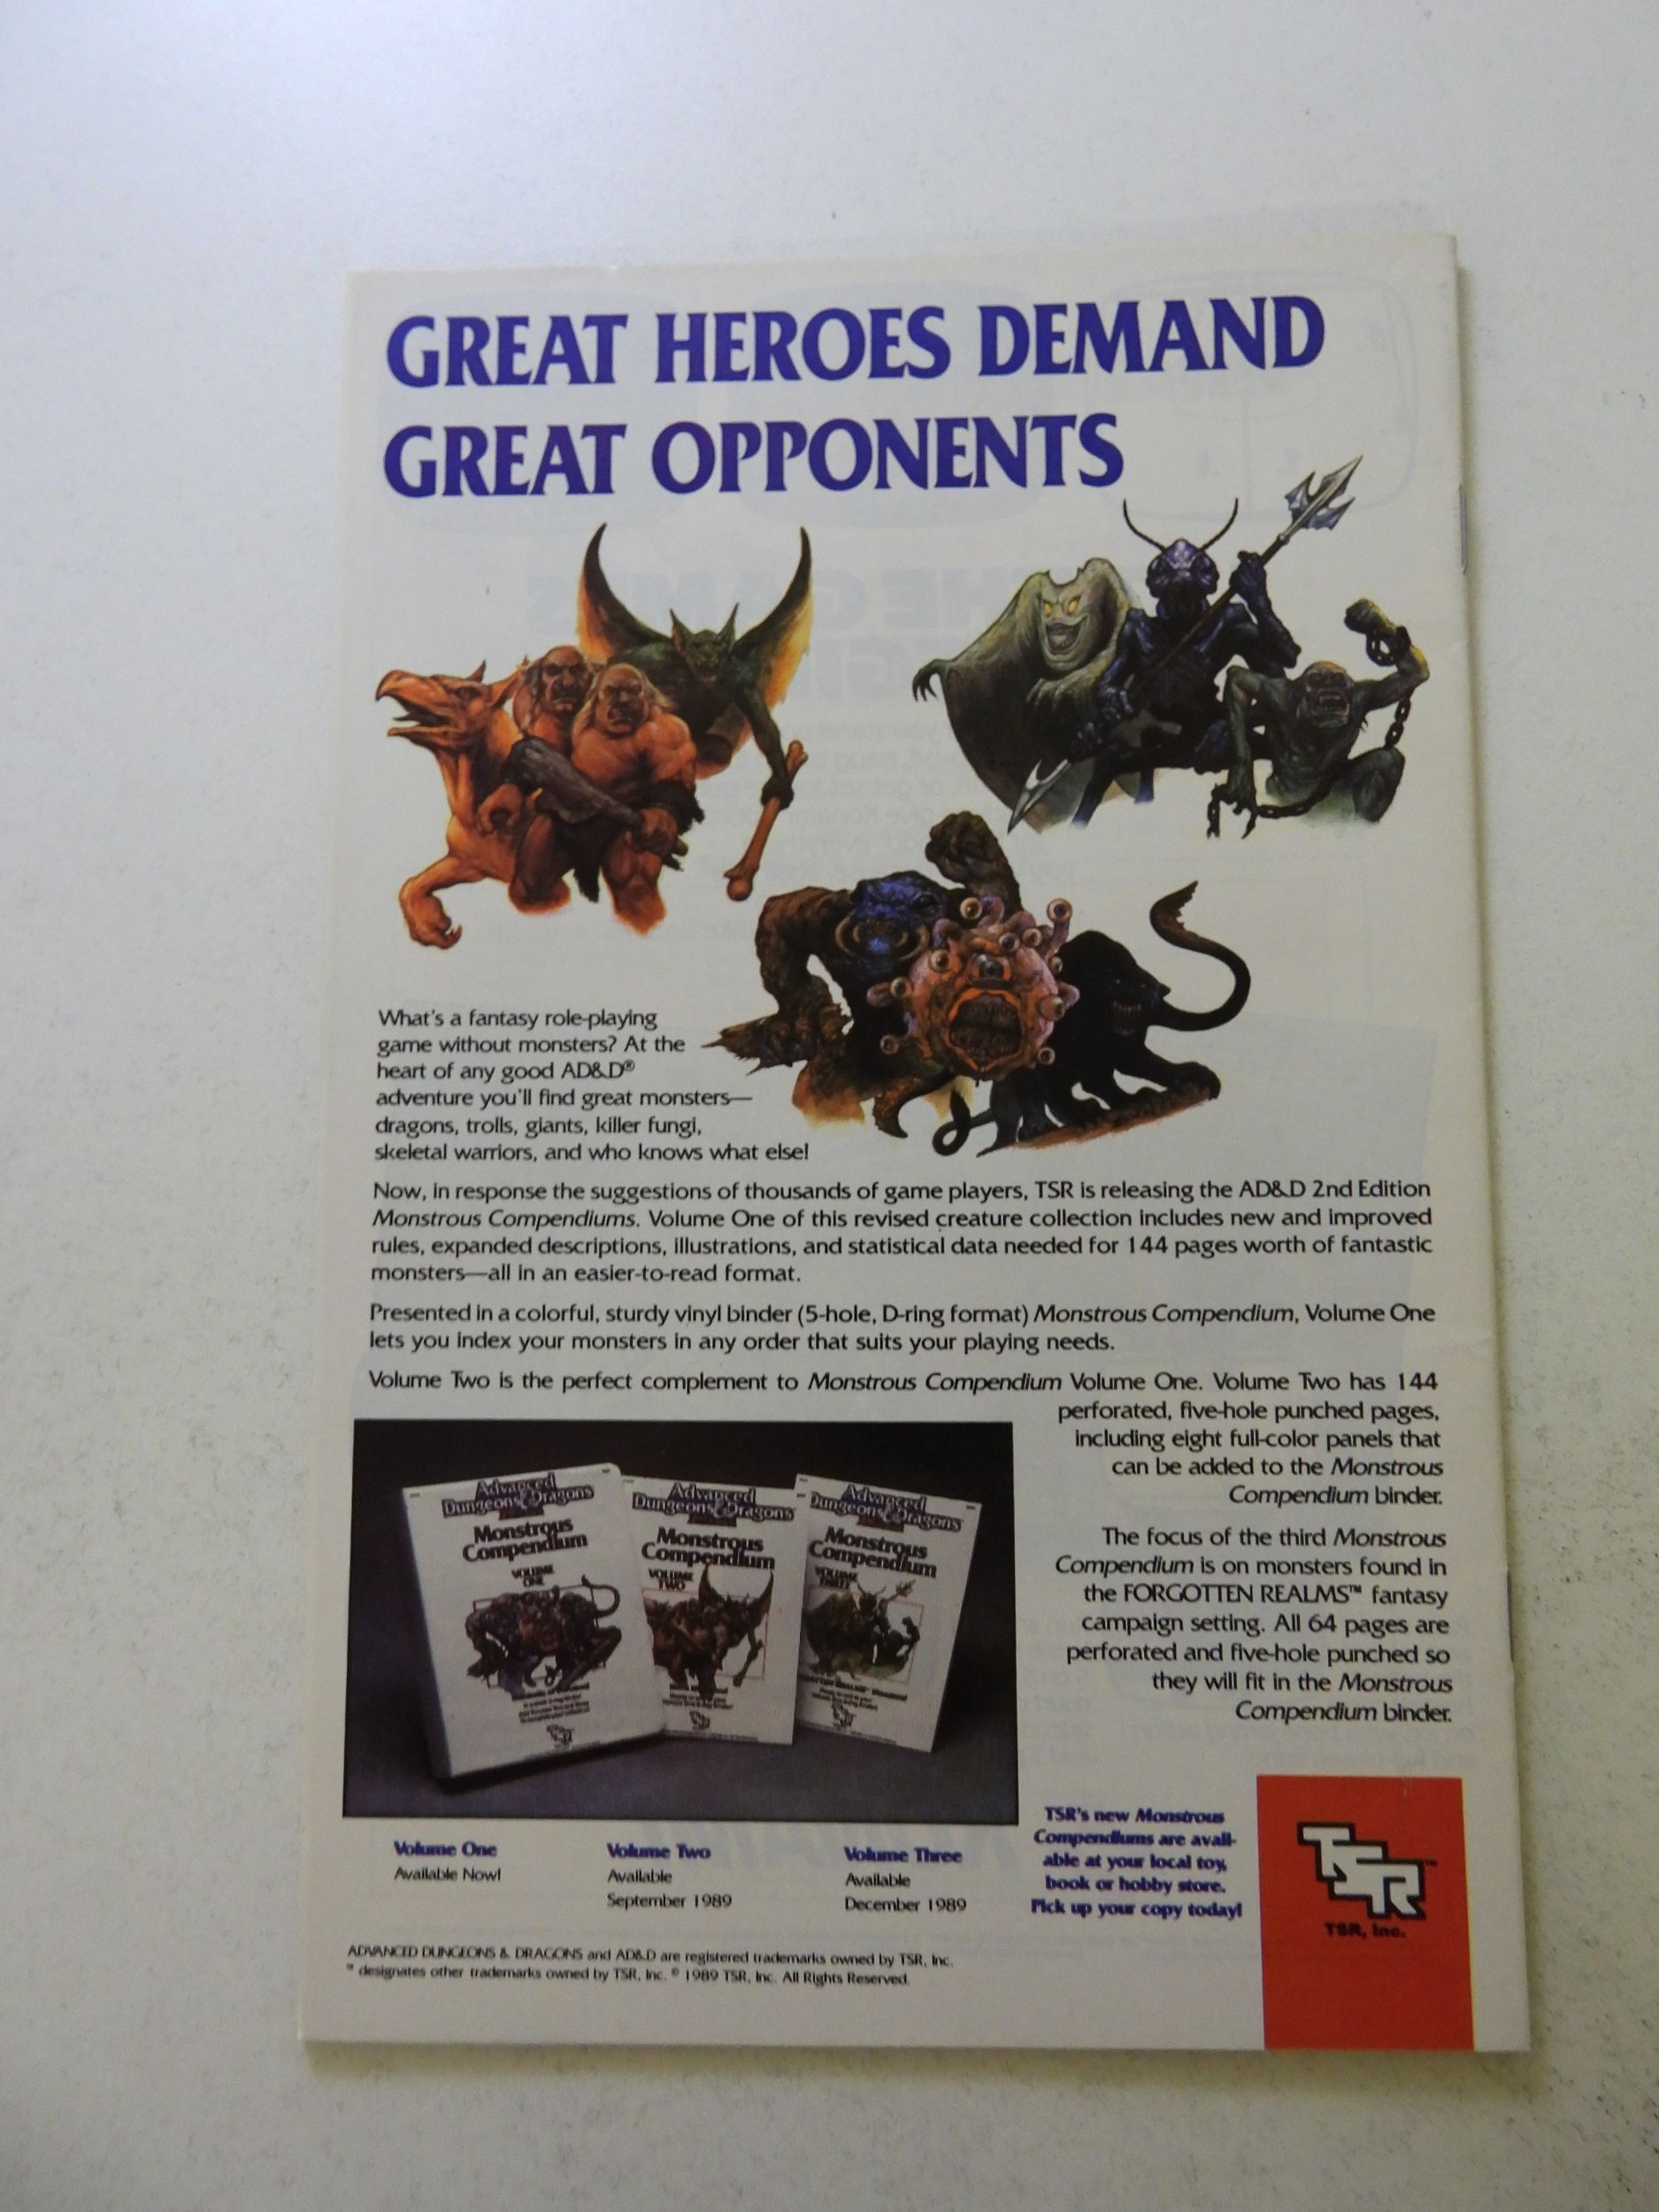 GREAT HEROES DEMAND
GREAT OPPONENTS
What's a fantasy role-playing
game without monsters? At the
heart of any good AD&D®
adventure you'll find great monsters—
dragons, trolls, giants, killer fungi,
skeletal warriors, and who knows what else!
Now, in response the suggestions of thousands of game players, TSR is releasing the AD&D 2nd Edition
Monstrous Compendiums. Volume One of this revised creature collection includes new and improved
rules, expanded descriptions, illustrations, and statistical data needed for 144 pages worth of fantastic
monsters—all in an easier-to-read format.
Presented in a colorful, sturdy vinyl binder (5-hole, D-ring format) Monstrous Compendium, Volume One
lets you index your monsters in any order that suits your playing needs.
Volume Two is the perfect complement to Monstrous Compendium Volume One. Volume Two has 144
perforated, five-hole punched pages,
including eight full-color panels that
can be added to the Monstrous
Compendium binder.
The focus of the third Monstrous
Compendium is on monsters found in
the FORGOTTEN REALMS™ fantasy
campaign setting. All 64 pages are
perforated and five-hole punched so
they will fit in the Monstrous
Compendium binder.
Advanced
Dungeons & Dragons
Monstrous
Compendium
VOLUME
ONE
Advanced
Dungeons & Dragons
Monstrous
Compendium
VOLUME
TWO
Advanced
Dungeons & Dragons
Monstrous
Compendium
VOLUME
THREE
Volume One
Available Now!
Volume Two
Available
September 1989
Volume Three
Available
December 1989
TSR's new Monstrous
Compendiums are avail-
able at your local toy,
book or hobby store.
Pick up your copy today!
TSR™
TSR, Inc.
ADVANCED DUNGEONS & DRAGONS and AD&D are registered trademarks owned by TSR, Inc.
™ designates other trademarks owned by TSR, Inc. © 1989 TSR, Inc. All Rights Reserved.